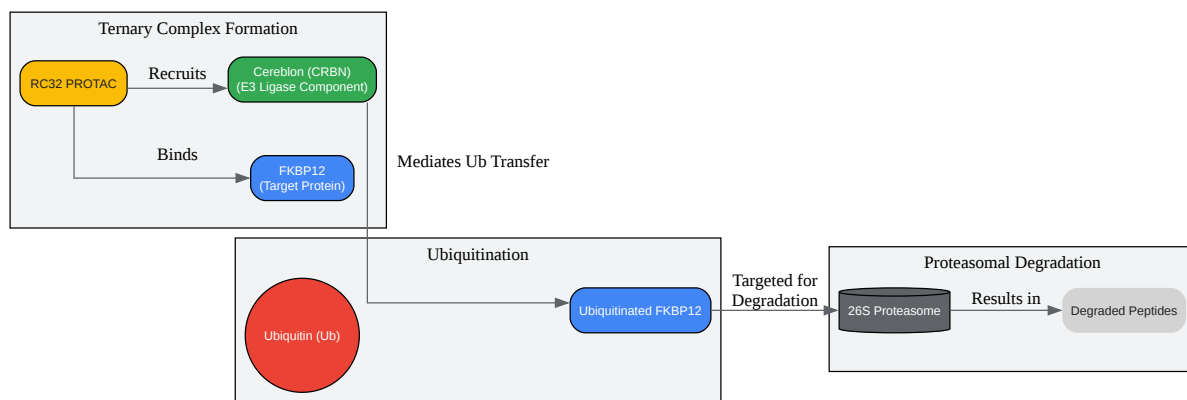 Ternary Complex Formation
RC32 PROTAC
Recruits
Cereblon (CRBN)
(E3 Ligase Component)
Binds
FKBP12
(Target Protein)
Mediates Ub Transfer
Ubiquitination
Ubiquitin (Ub)
Ubiquitinated FKBP12
Targeted for
Degradation
Proteasomal Degradation
26S Proteasome
Results in
Degraded Peptides